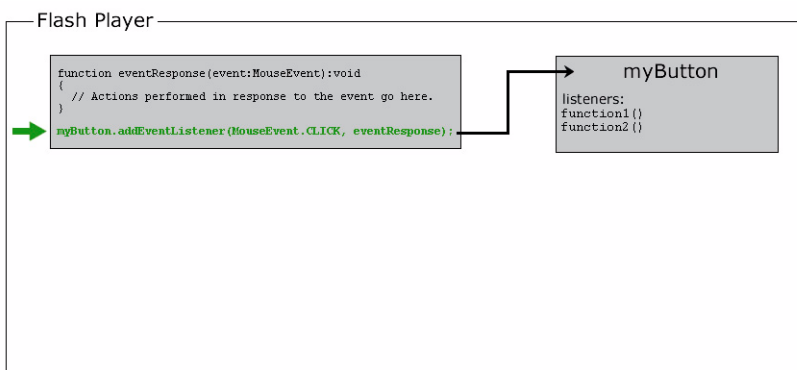 Flash Player
function eventResponse(event:MouseEvent):void
{
// Actions performed in response to the event go here.
}
myButton.addEventListener(MouseEvent.CLICK, eventResponse);
myButton
listeners:
function1()
function2()